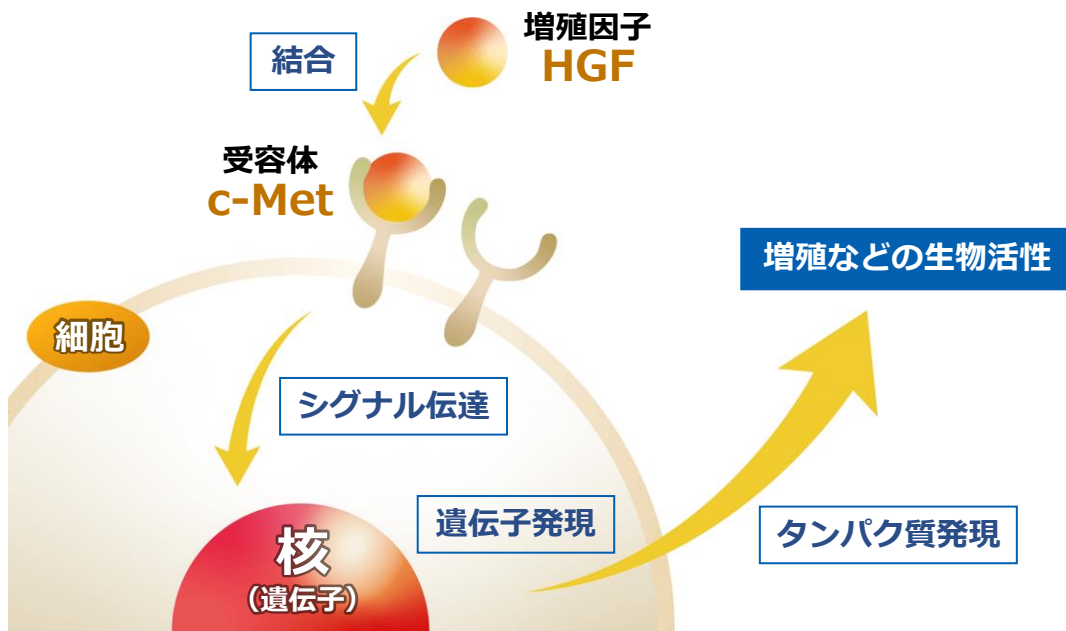 増殖因子
HGF
結合
受容体
c-Met
増殖などの生物活性
細胞
シグナル伝達
遺伝子発現
タンパク質発現
核
(遺伝子)